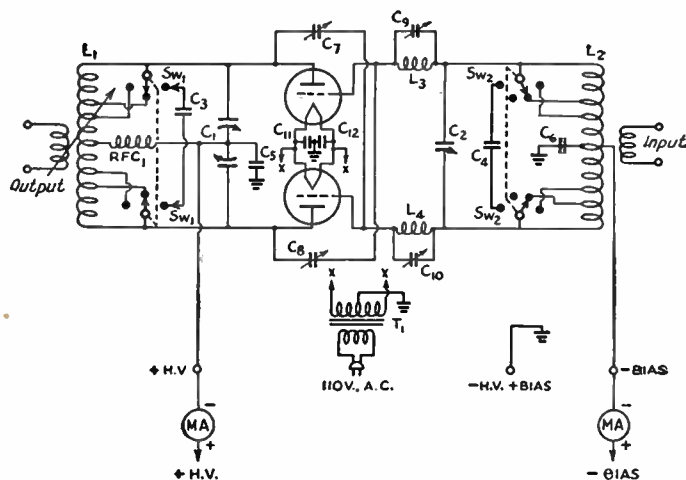 C9
C7
L1
L2
L3
Sw1
Sw2
C3
C1
C11
C12
C2
C4
C6
RFC1
C5
Output
Input
Sw1
L4
Sw2
C8
C10
x
x
x
x
T1
110V., A.C.
+ H.V
-H.V. +BIAS
-BIAS
-
-
MA
MA
+
+
+ H.V.
- BIAS